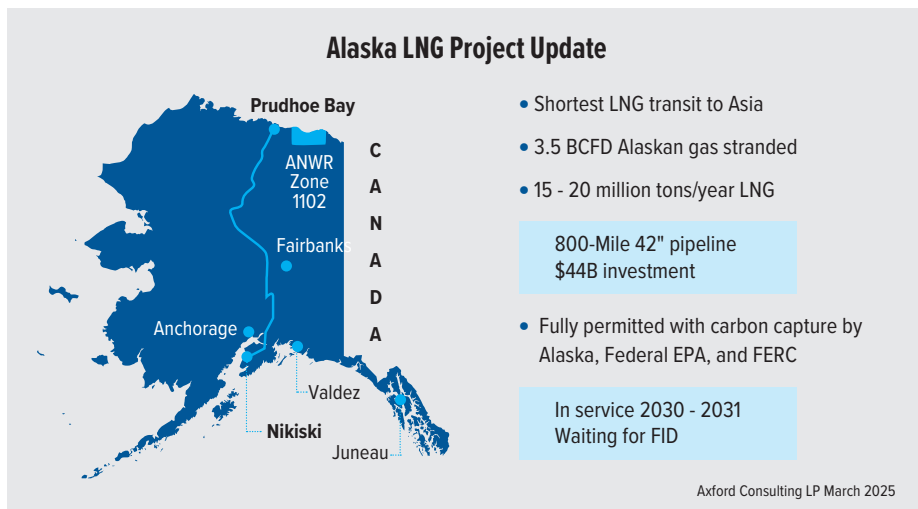 Alaska LNG Project Update
Prudhoe Bay
ANWR
Zone
1102
Fairbanks
Anchorage
Valdez
Nikiski
Juneau
C
A
N
A
D
A
• Shortest LNG transit to Asia
• 3.5 BCFD Alaskan gas stranded
• 15 - 20 million tons/year LNG
800-Mile 42" pipeline
$44B investment
• Fully permitted with carbon capture by
Alaska, Federal EPA, and FERC
In service 2030 - 2031
Waiting for FID
Axford Consulting LP March 2025